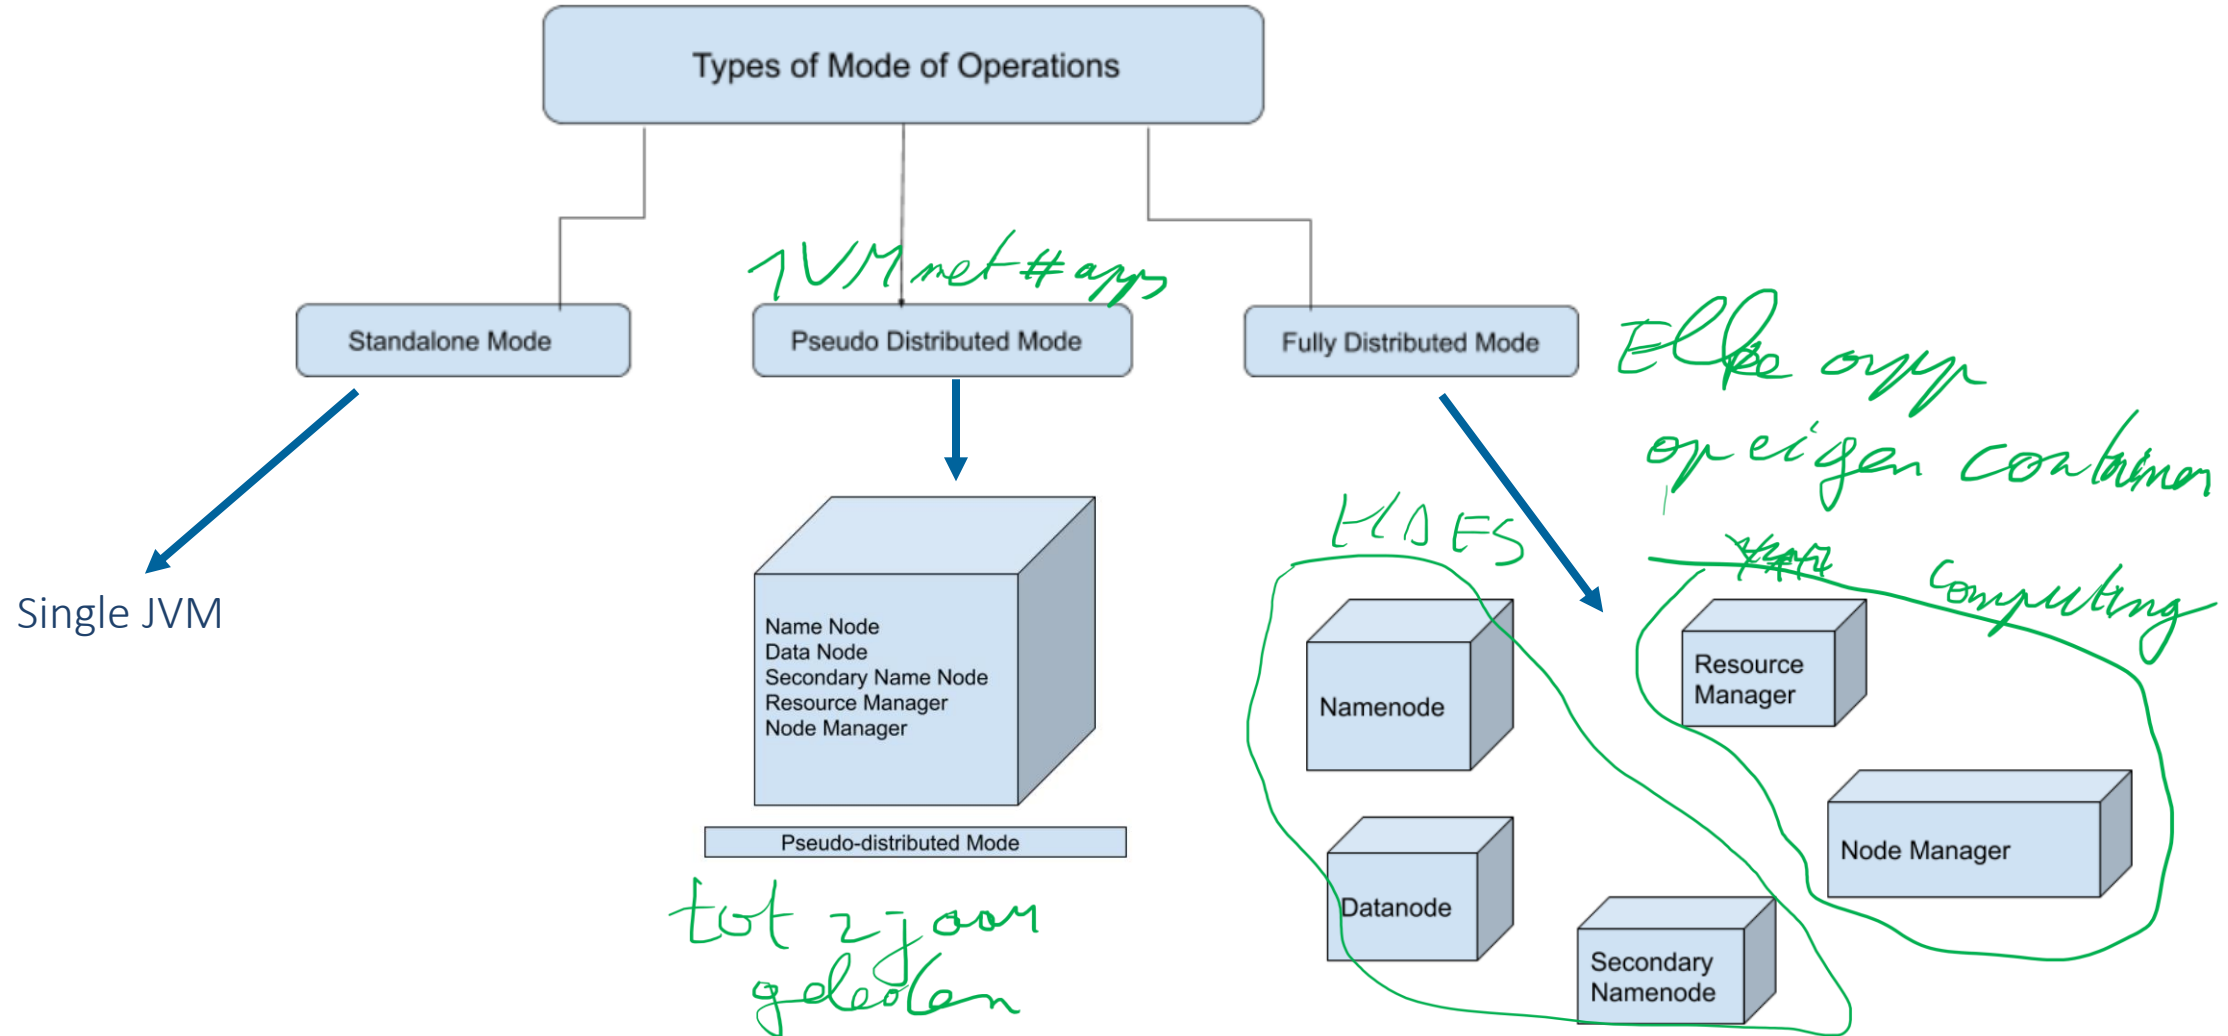 Types of Mode of Operations
1VM met # apps
Standalone Mode
Pseudo Distributed Mode
Fully Distributed Mode
Elke app
op eigen container
HDFS
computing
Single JVM
Name Node
Data Node
Secondary Name Node
Resource Manager
Node Manager
Pseudo-distributed Mode
tot 2 jaar
geleden
Namenode
Datanode
Secondary
Namenode
Resource
Manager
Node Manager